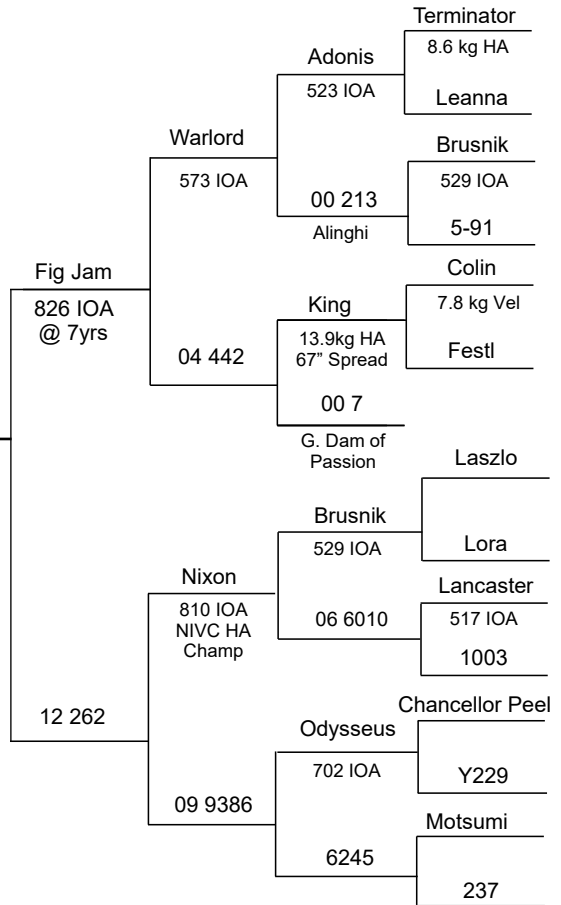 Terminator
8.6 kg HA
Adonis
523 IOA
Leanna
Warlord
573 IOA
Brusnik
529 IOA
00 213
Alinghi
5-91
Fig Jam
826 IOA
@ 7yrs
Colin
7.8 kg Vel
King
13.9kg HA
67” Spread
Festl
04 442
00 7
G. Dam of
Passion
Laszlo
Brusnik
529 IOA
Lora
Nixon
810 IOA
NIVC HA
Champ
Lancaster
517 IOA
06 6010
1003
12 262
Chancellor Peel
Odysseus
702 IOA
Y229
09 9386
Motsumi
6245
237